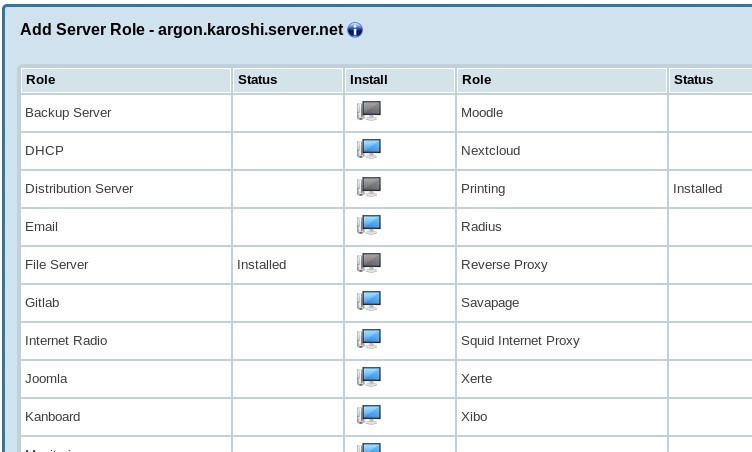 Add Server Role - argon.karoshi.server.net
Role Status Install Role Status
Backup Server Moodle
DHCP Nextcloud
Distribution Server Printing Installed
Email Radius
File Server Installed Reverse Proxy
Gitlab Savapage
Internet Radio Squid Internet Proxy
Joomla Xerte
Kanboard Xibo